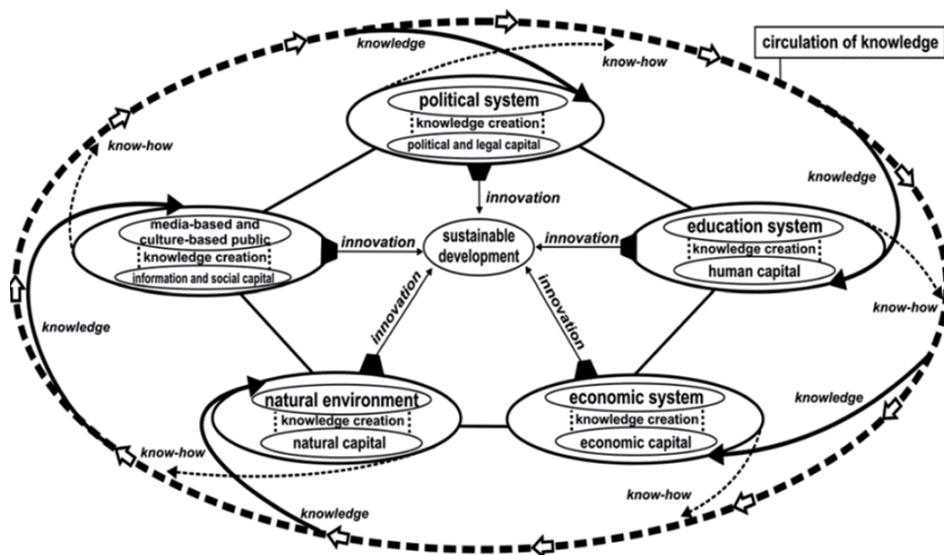 knowledge
know-how
circulation of knowledge
political system
knowledge creation
political and legal capital
know-how
innovation
knowledge
media-based and
culture-based public
knowledge creation
information and social capital
innovation
sustainable
development
innovation
education system
knowledge creation
human capital
know-how
knowledge
innovation
innovation
knowledge
natural environment
knowledge creation
natural capital
economic system
knowledge creation
economic capital
know-how
know-how
knowledge